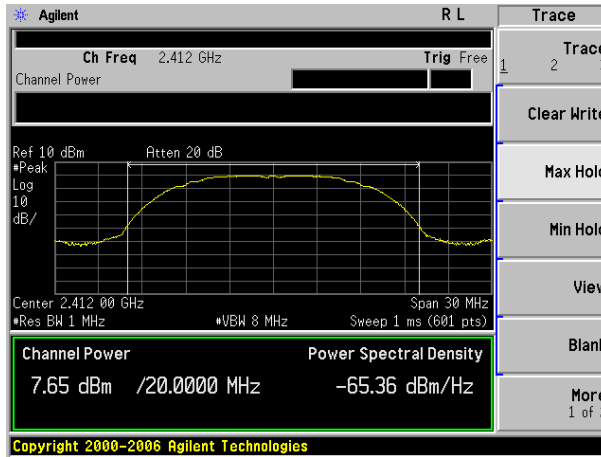 Agilent R L Trace
Ch Freq 2.412 GHz Trig Free
Channel Power
Trace
1 2
Clear Write
Ref 10 dBm Atten 20 dB
#Peak
Log
10
dB/
Max Hold
Min Hold
View
Center 2.412 00 GHz Span 30 MHz
#Res BW 1 MHz #VBW 8 MHz Sweep 1 ms (601 pts)
Channel Power Power Spectral Density
7.65 dBm /20.0000 MHz -65.36 dBm/Hz
Blank
More
1 of
Copyright 2000-2006 Agilent Technologies